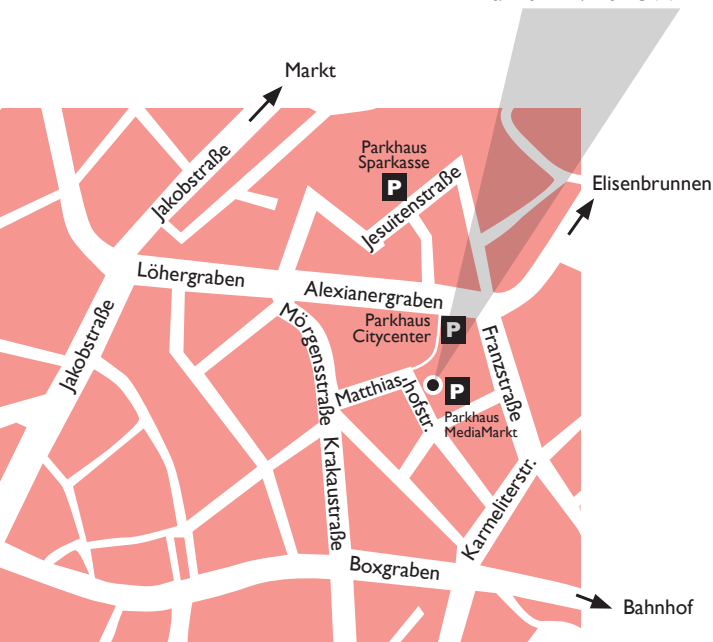 Markt
Parkhaus
Sparkasse
P
Jakobstraße
Jesuitenstraße
Elisenbrunnen
Löhergraben
Alexianergraben
Parkhaus
Citycenter
P
Jakobstraße
Mörgensstraße
Franzstraße
Matthias-
hofstr.
P
Parkhaus
MediaMarkt
Krakaustraße
Karmeliterstr.
Boxgraben
Bahnhof